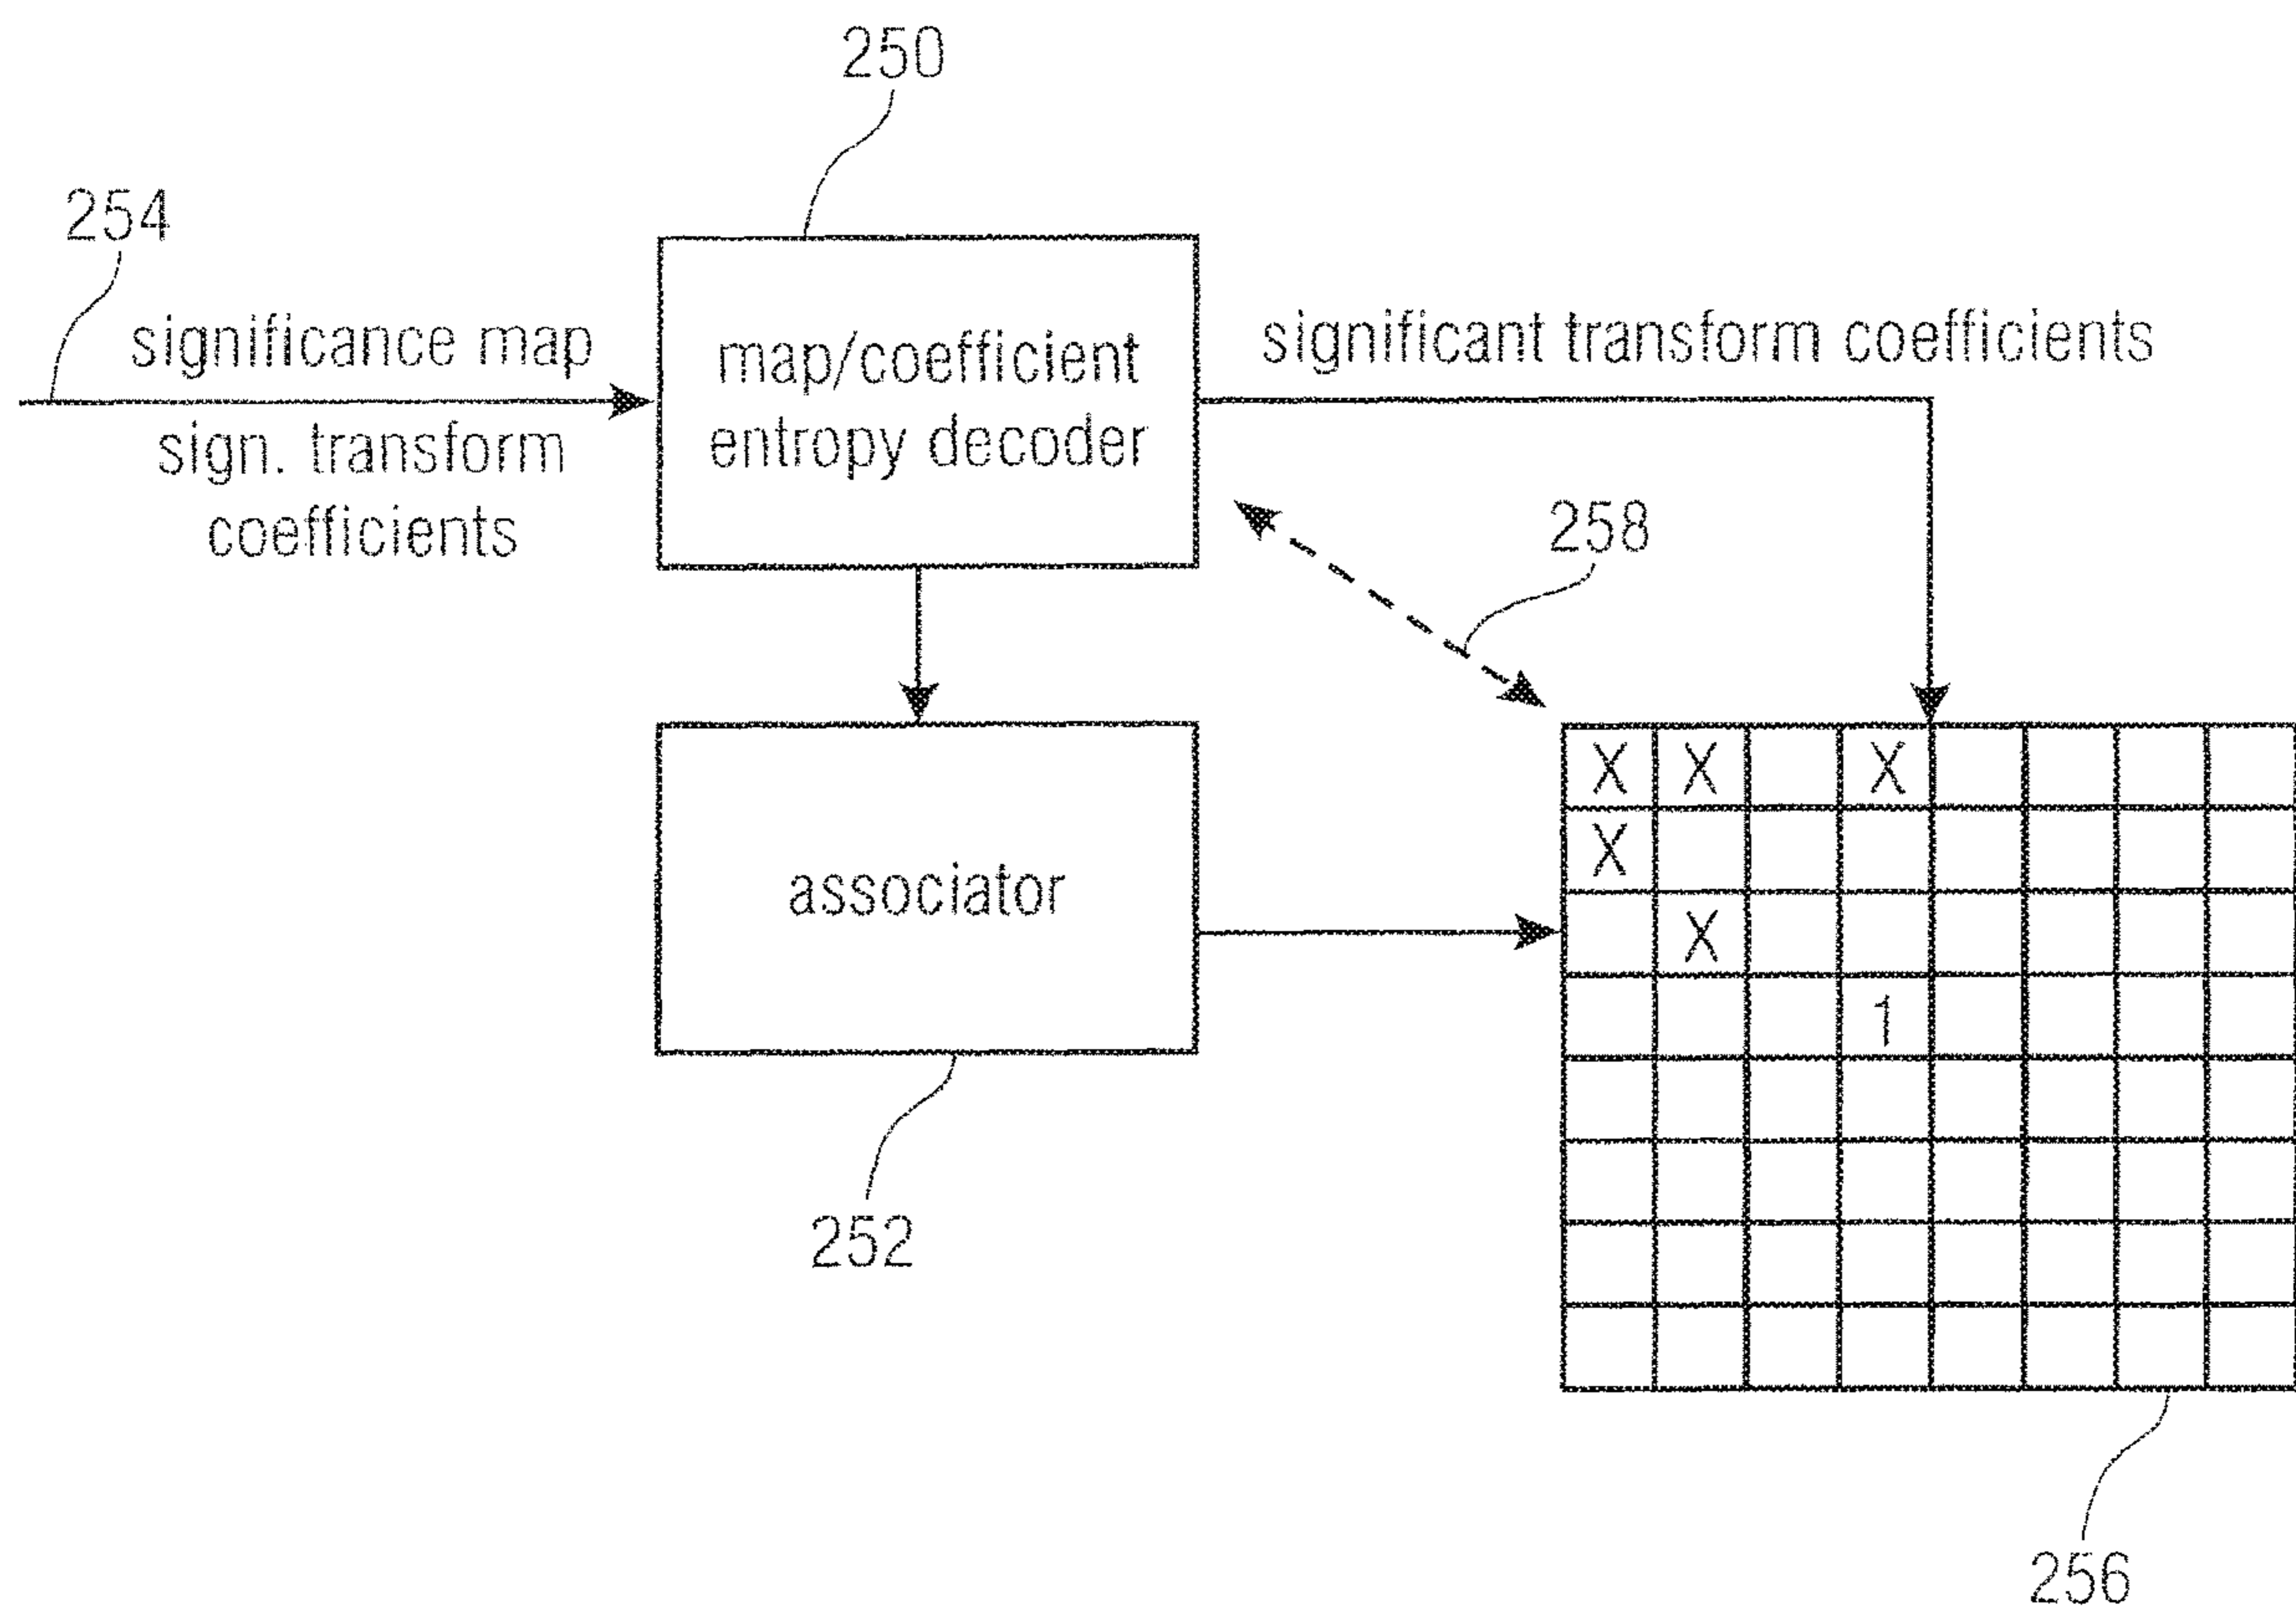 250
254
significance map
sign. transform
coefficients
map/coefficient
entropy decoder
significant transform coefficients
258
associator
X X X
X
X
1
252
256